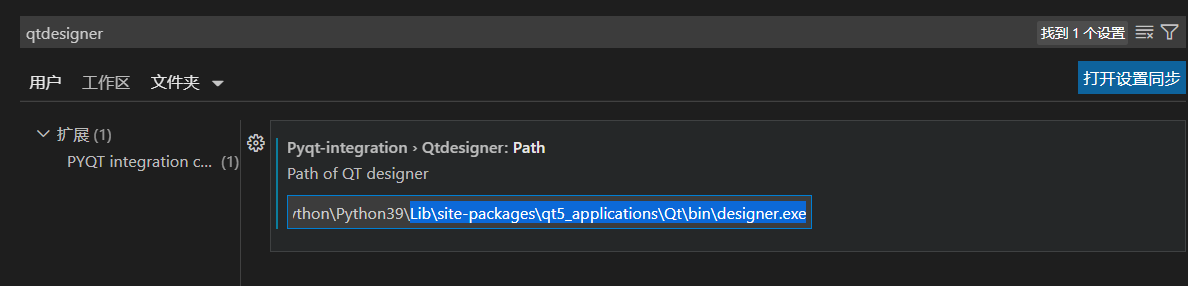 qtdesigner
找到 1 个设置
用户
工作区
文件夹
打开设置同步
扩展 (1)
PYQT integration c... (1)
Pyqt-integration › Qtdesigner: Path
Path of QT designer
ython\Python39\Lib\site-packages\qt5_applications\Qt\bin\designer.exe